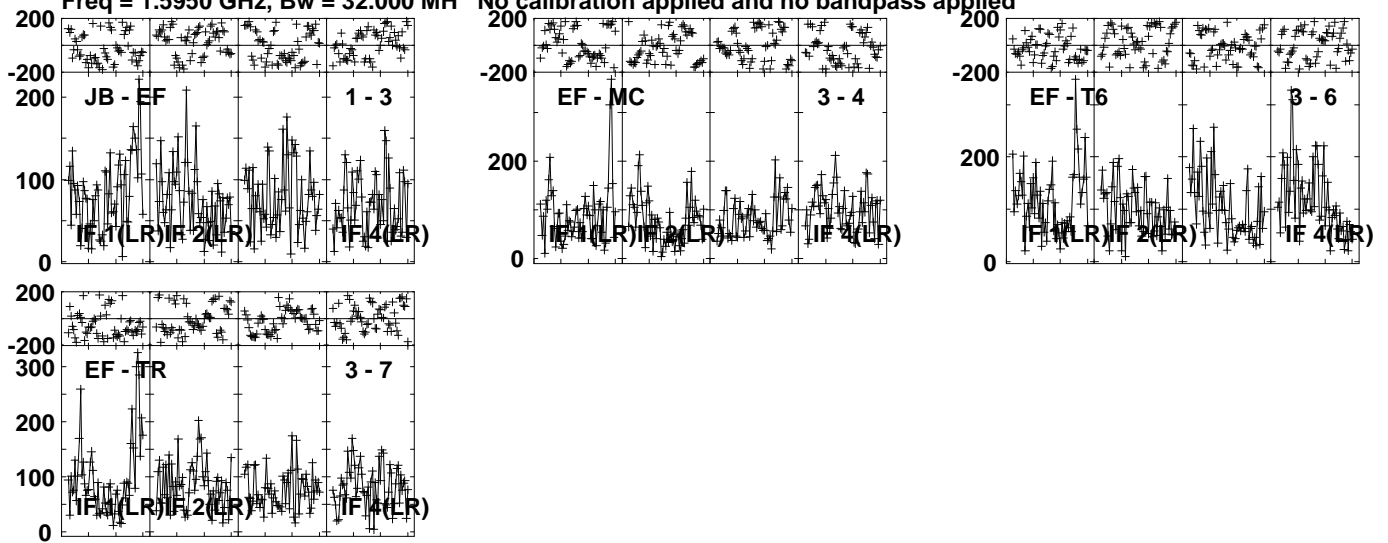 Freq = 1.5950 GHz, Bw = 32.000 MH No calibration applied and no bandpass applied
200
-200
200
100
0
JB - EF 1 - 3
IF 1(LR) IF 2(LR) IF 4(LR)
200
-200
200
0
EF - MC 3 - 4
IF 1(LR) IF 2(LR) IF 4(LR)
200
-200
200
0
EF - T6 3 - 6
IF 1(LR) IF 2(LR) IF 4(LR)
200
-200
300
200
100
0
EF - TR 3 - 7
IF 1(LR) IF 2(LR) IF 4(LR)